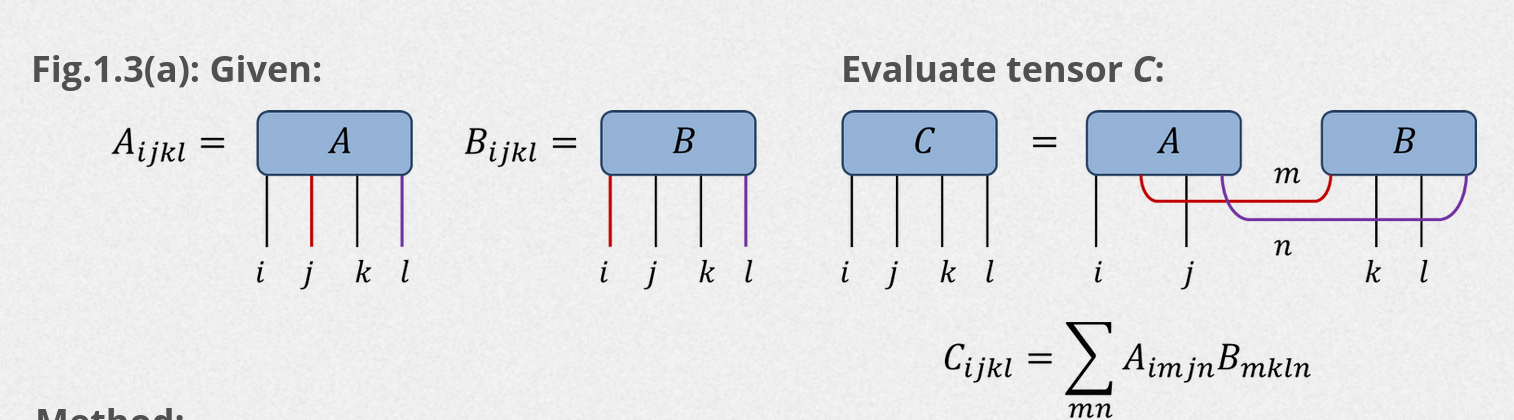 Fig.1.3(a): Given:
A_{ijkl} =
A
i j k l
B_{ijkl} =
B
i j k l
Evaluate tensor C:
C
i j k l
=
A
B
m
n
i j k l
C_{ijkl} = \sum_{mn} A_{imjn} B_{mkln}
Method: